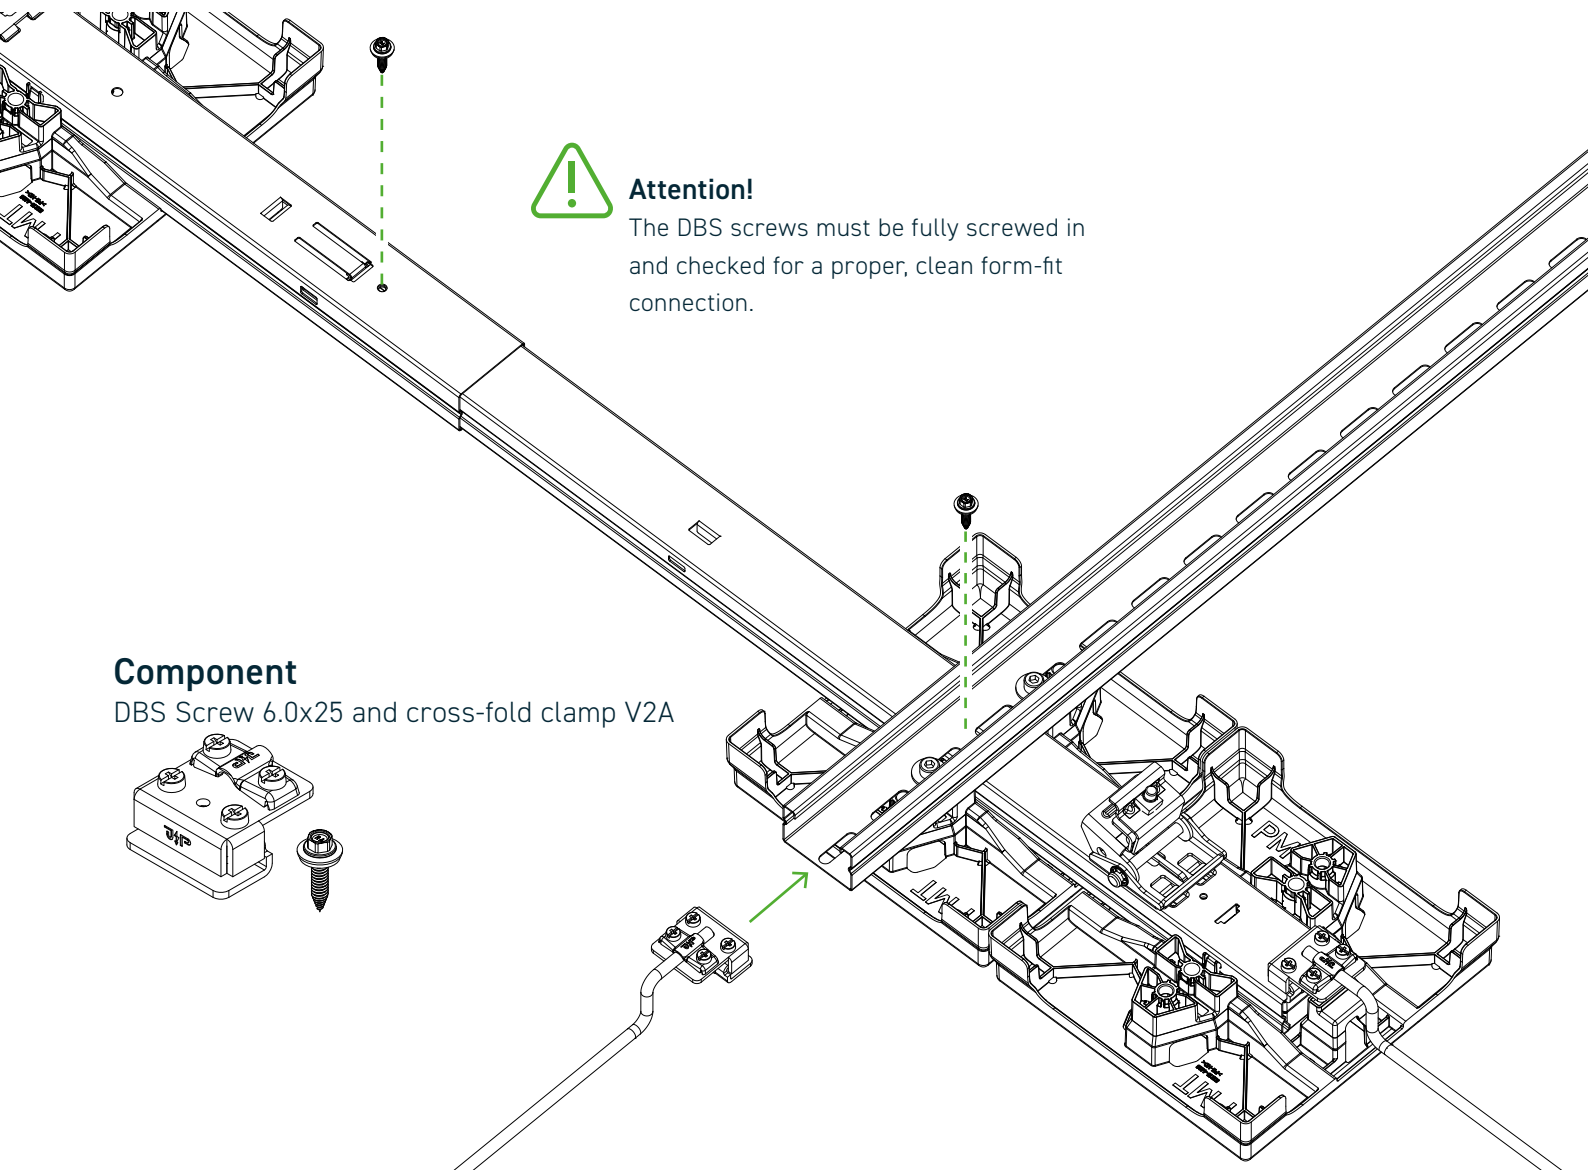 Attention!
The DBS screws must be fully screwed in
and checked for a proper, clean form-fit
connection.
Component
DBS Screw 6.0x25 and cross-fold clamp V2A
PM